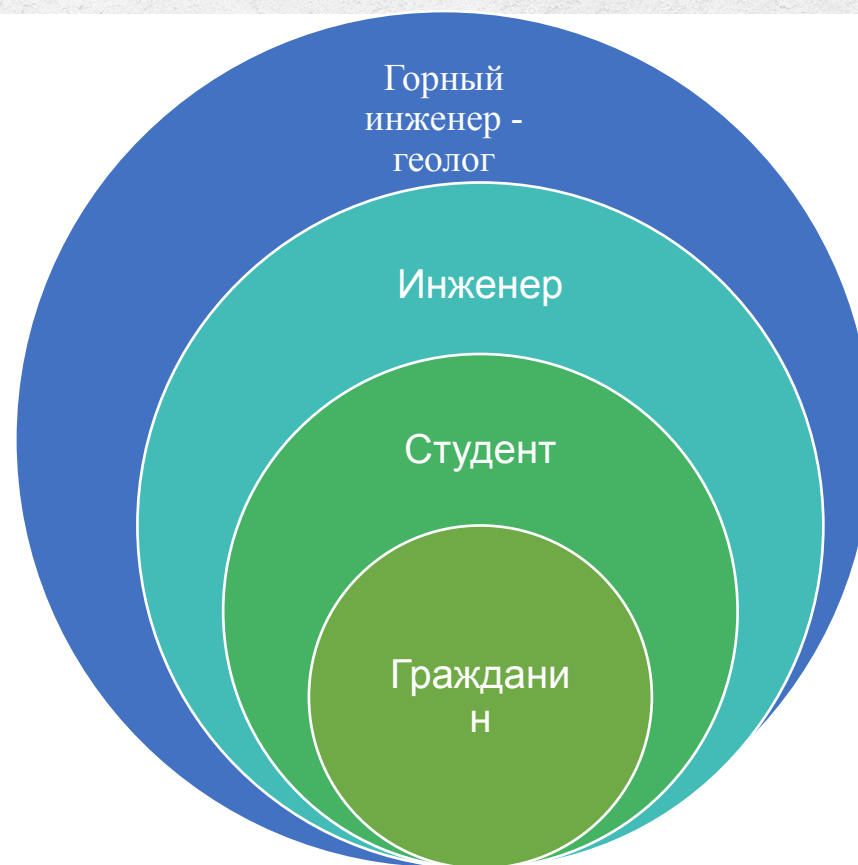 Горный
инженер -
геолог
Инженер
Студент
Граждани
н